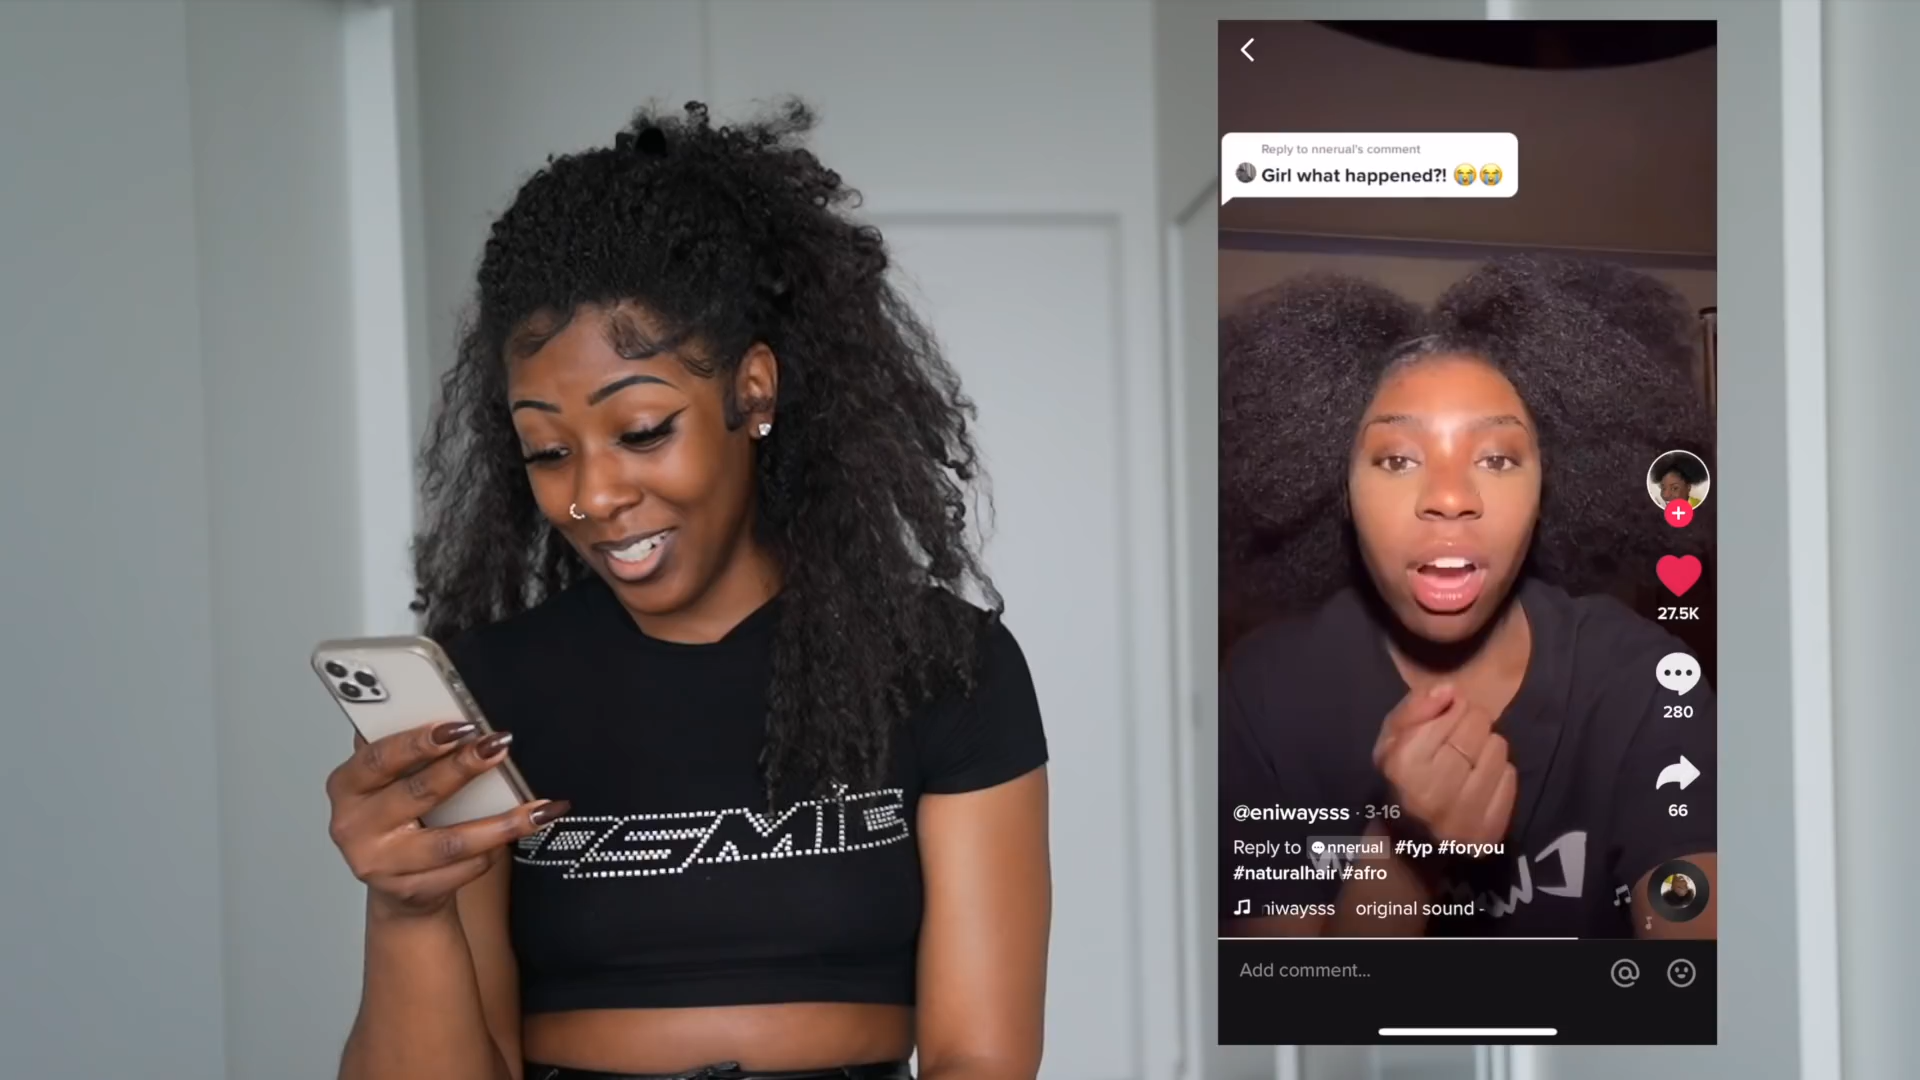 Reply to nnerual's comment
Girl what happened?! 😭😭
27.5K
280
66
@eniwaysss · 3-16
Reply to nnerual #fyp #foryou
#naturalhair #afro
niwaysss original sound -
Add comment...